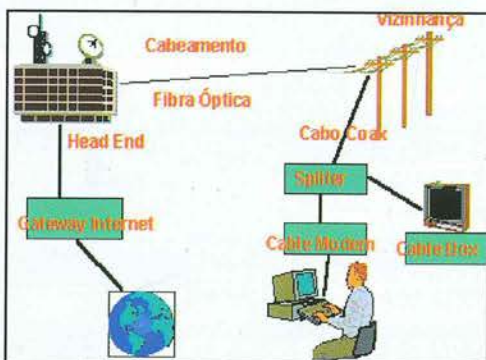 Vizinhança
Cabeamento
Fibra Óptica
Head End
Cabo Coax
Spliter
Gateway Internet
Cable Modem
Cable Box